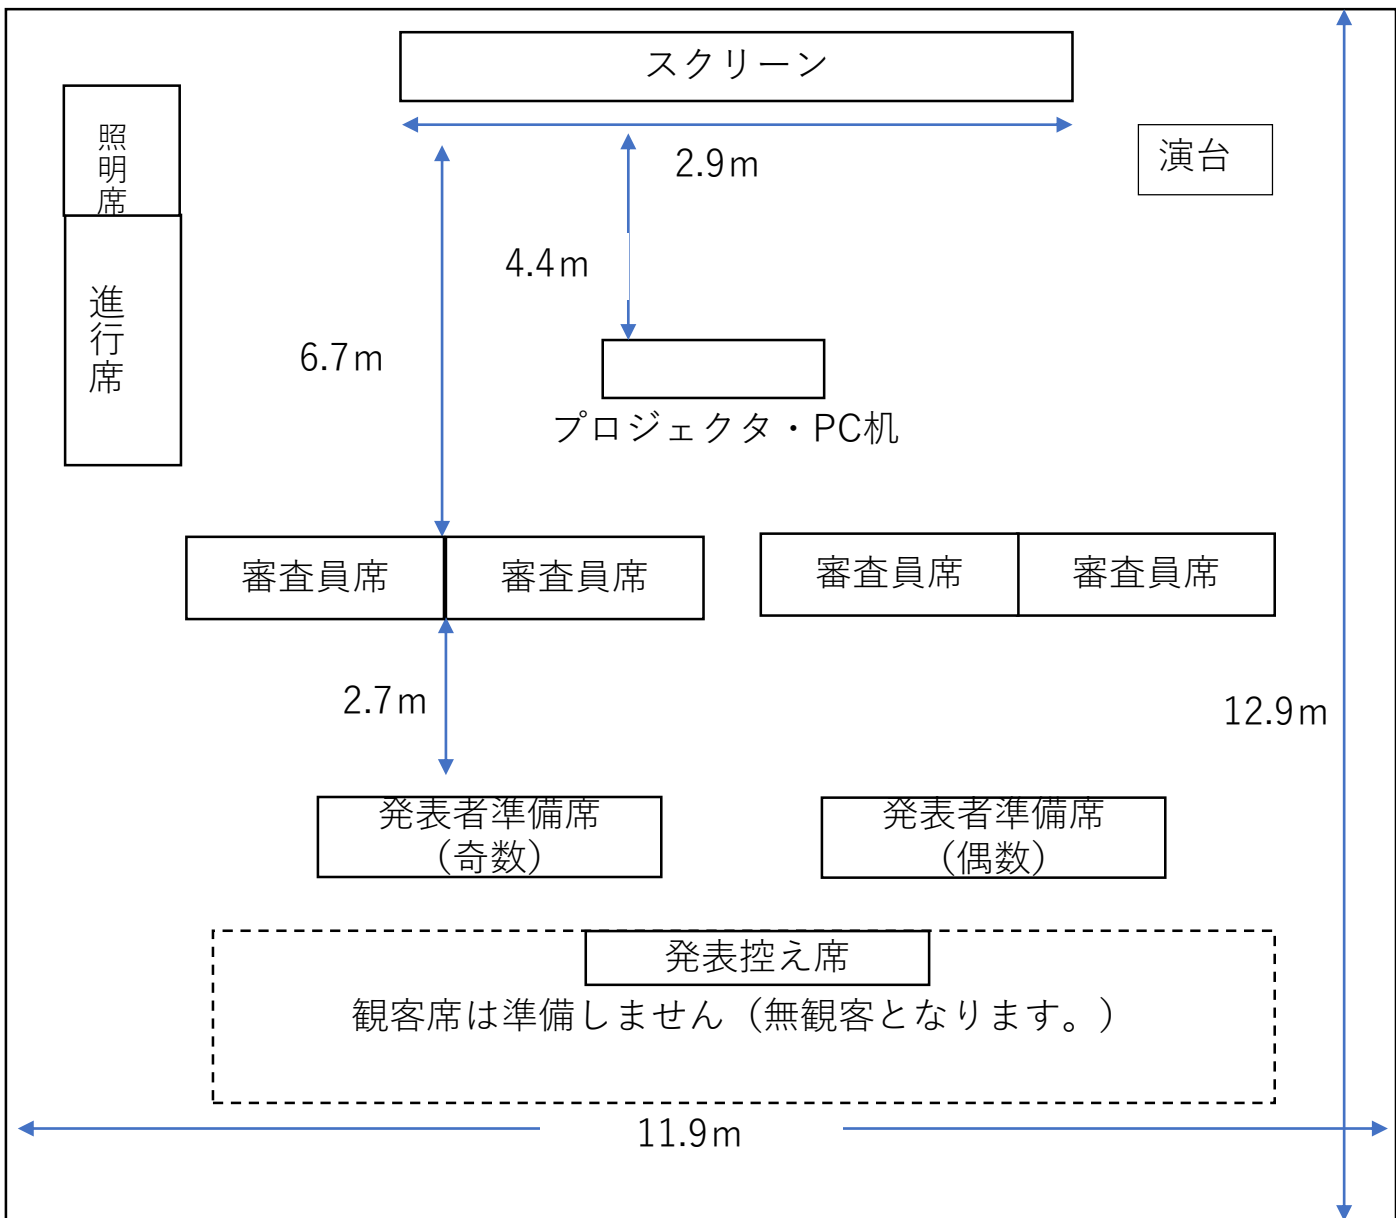 スクリーン
照明席
2.9m
演台
4.4m
進行席
6.7m
プロジェクタ・PC机
審査員席
審査員席
審査員席
審査員席
2.7m
12.9m
発表者準備席
（奇数）
発表者準備席
（偶数）
発表控え席
観客席は準備しません（無観客となります。）
11.9m